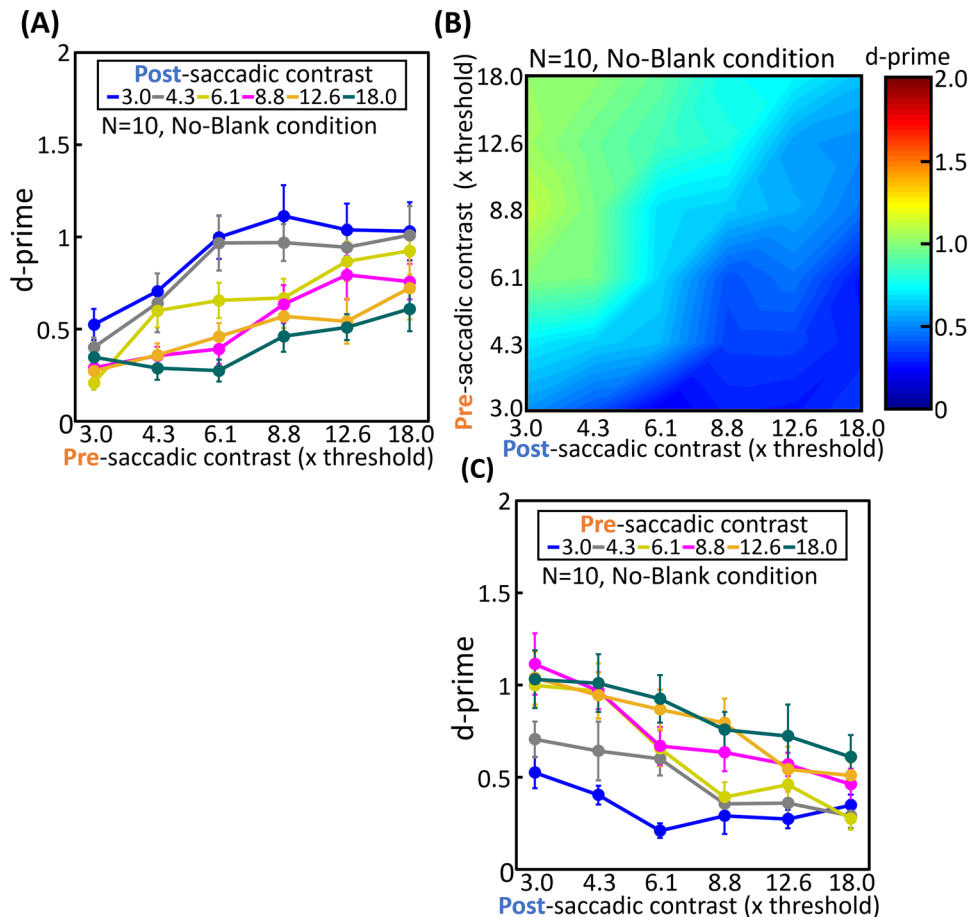 (A)
2
1.5
1
0.5
0
d-prime
Post-saccadic contrast
3.0 4.3 6.1 8.8 12.6 18.0
N=10, No-Blank condition
3.0 4.3 6.1 8.8 12.6 18.0
Pre-saccadic contrast (x threshold)
(B)
N=10, No-Blank condition
d-prime
Pre-saccadic contrast (x threshold)
18.0
12.6
8.8
6.1
4.3
3.0
3.0 4.3 6.1 8.8 12.6 18.0
Post-saccadic contrast (x threshold)
2.0
1.5
1.0
0.5
0
(C)
2
1.5
1
0.5
0
d-prime
Pre-saccadic contrast
3.0 4.3 6.1 8.8 12.6 18.0
N=10, No-Blank condition
3.0 4.3 6.1 8.8 12.6 18.0
Post-saccadic contrast (x threshold)